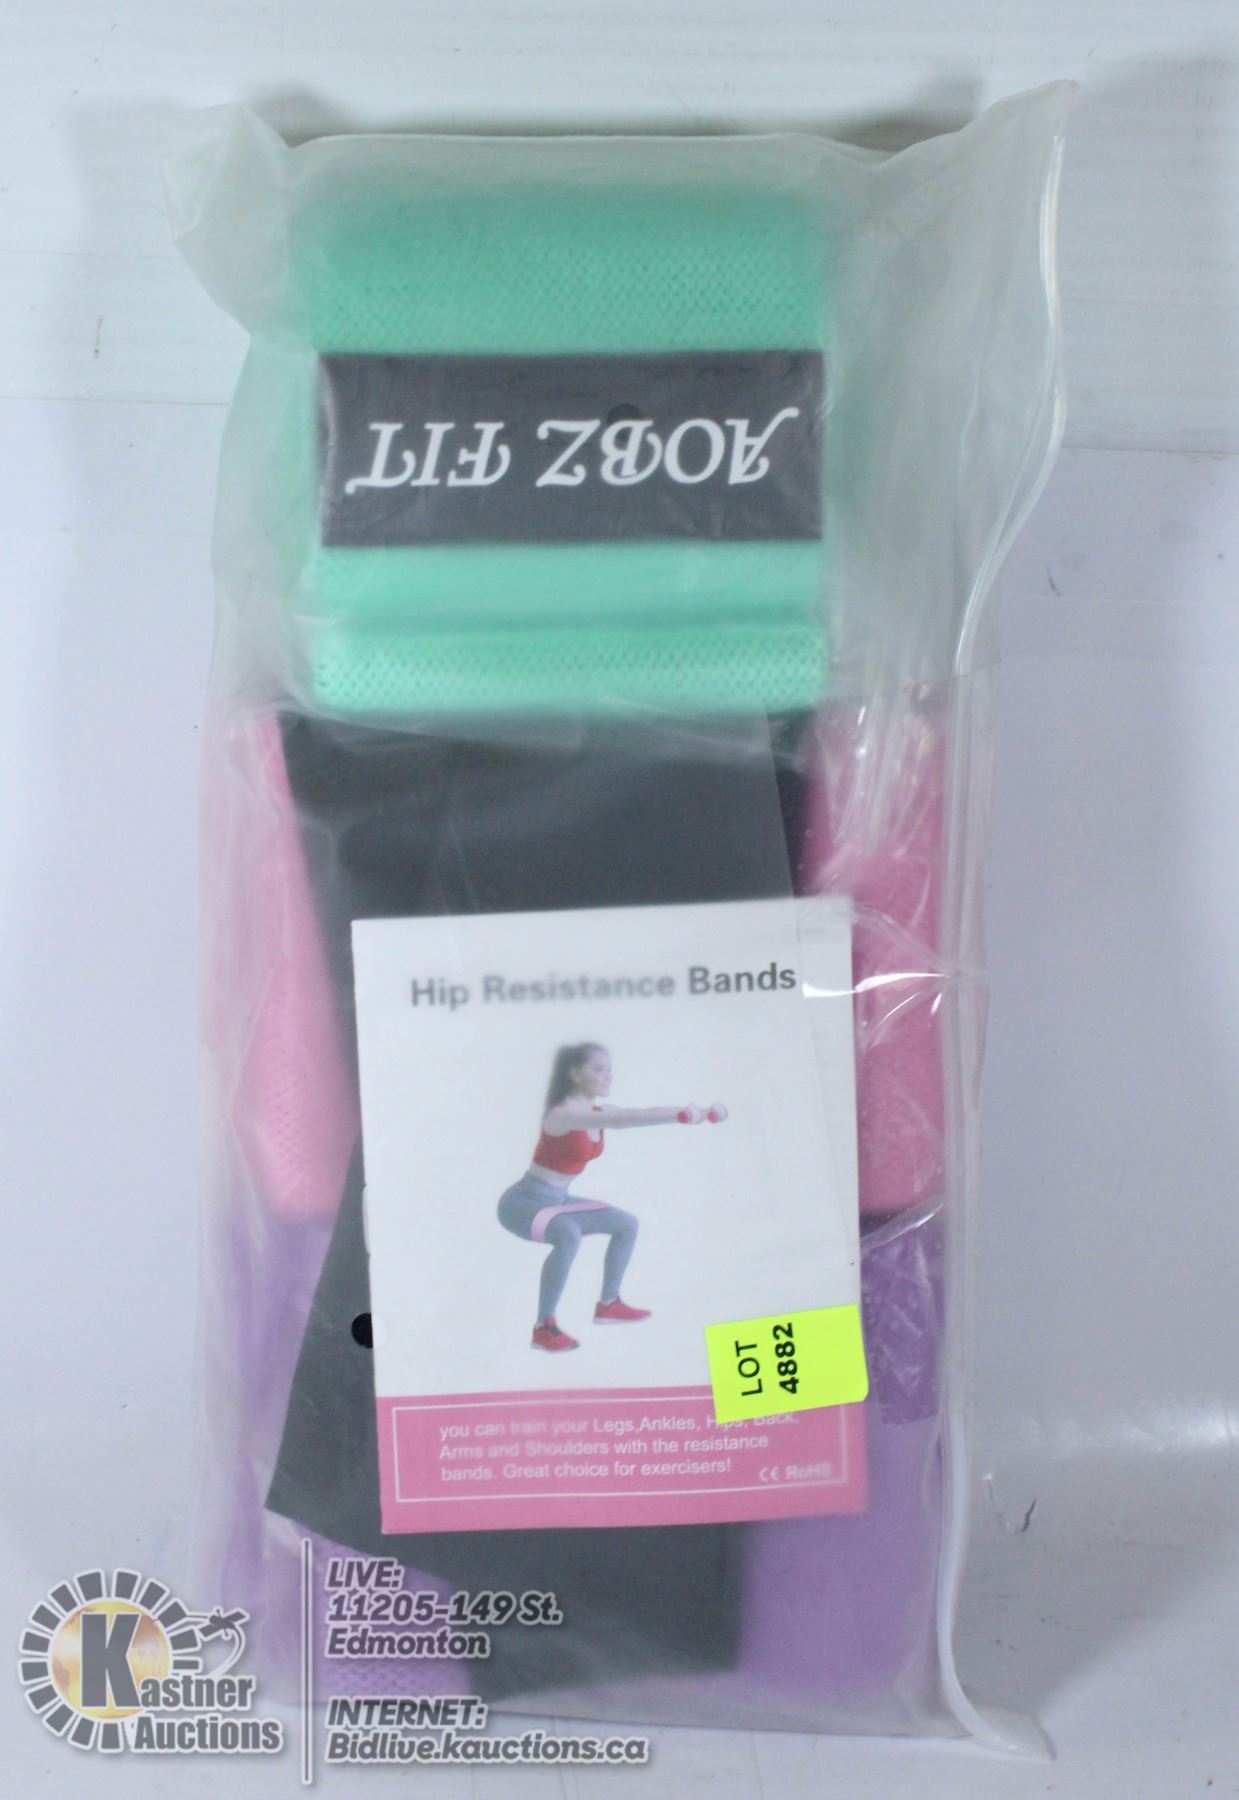 AOBZ FIT
Hip Resistance Bands
LOT
4882
you can train your Legs,Ankles, Hips, Back,
Arms and Shoulders with the resistance
bands. Great choice for exercisers!
CE RoHS
Kastner
Auctions
LIVE:
11205-149 St.
Edmonton
INTERNET:
Bidlive.kauctions.ca